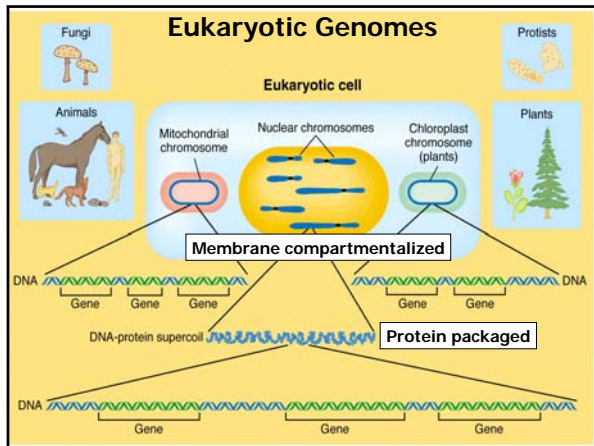 Eukaryotic Genomes
Fungi
Protists
Eukaryotic cell
Animals
Plants
Mitochondrial
chromosome
Nuclear chromosomes
Chloroplast
chromosome
(plants)
Membrane compartmentalized
DNA
DNA
Gene Gene Gene
Gene Gene
DNA-protein supercoil
Protein packaged
DNA
Gene Gene Gene